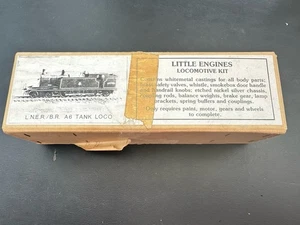 L.N.E.R./B.R. A6 TANK LOCO
LITTLE ENGINES
LOCOMOTIVE KIT
whitemetal castings for all body parts;
safety valves, whistle, smokebox door handle
and handrail knobs; etched nickel silver chassis,
rods, balance weights, brake gear, lamp
brackets, spring buffers and couplings.
Only requires paint, motor, gears and wheels
to complete.